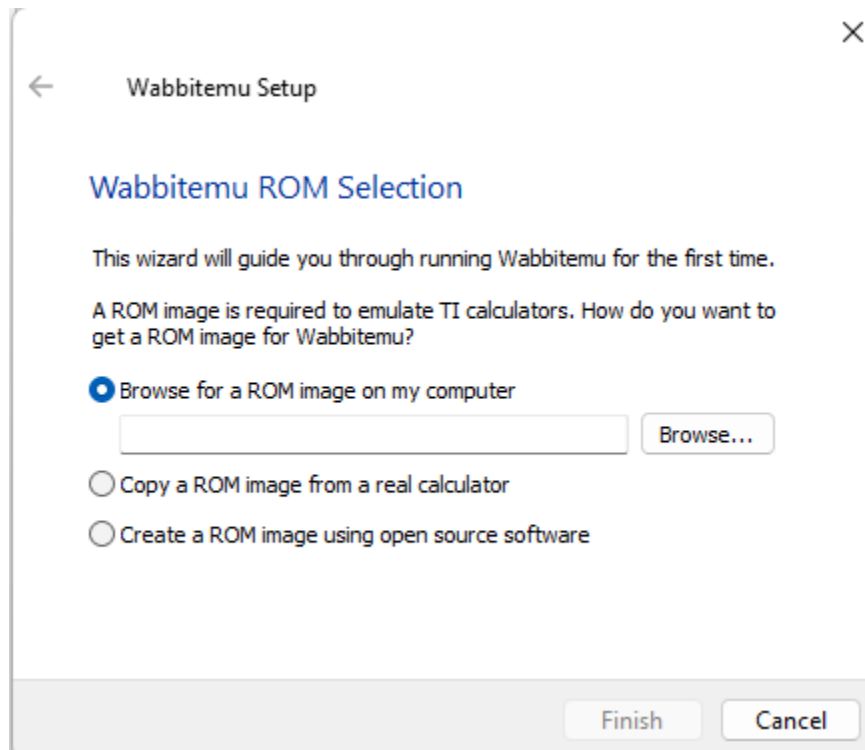 Wabbitemu Setup
Wabbitemu ROM Selection
This wizard will guide you through running Wabbitemu for the first time.
A ROM image is required to emulate TI calculators. How do you want to
get a ROM image for Wabbitemu?
Browse for a ROM image on my computer
Browse...
Copy a ROM image from a real calculator
Create a ROM image using open source software
Finish Cancel